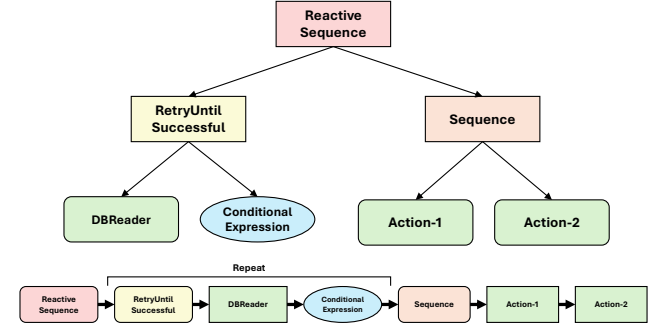 Reactive
Sequence
RetryUntil
Successful
Sequence
DBReader
Conditional
Expression
Action-1
Action-2
Repeat
Reactive
Sequence
RetryUntil
Successful
DBReader
Conditional
Expression
Sequence
Action-1
Action-2